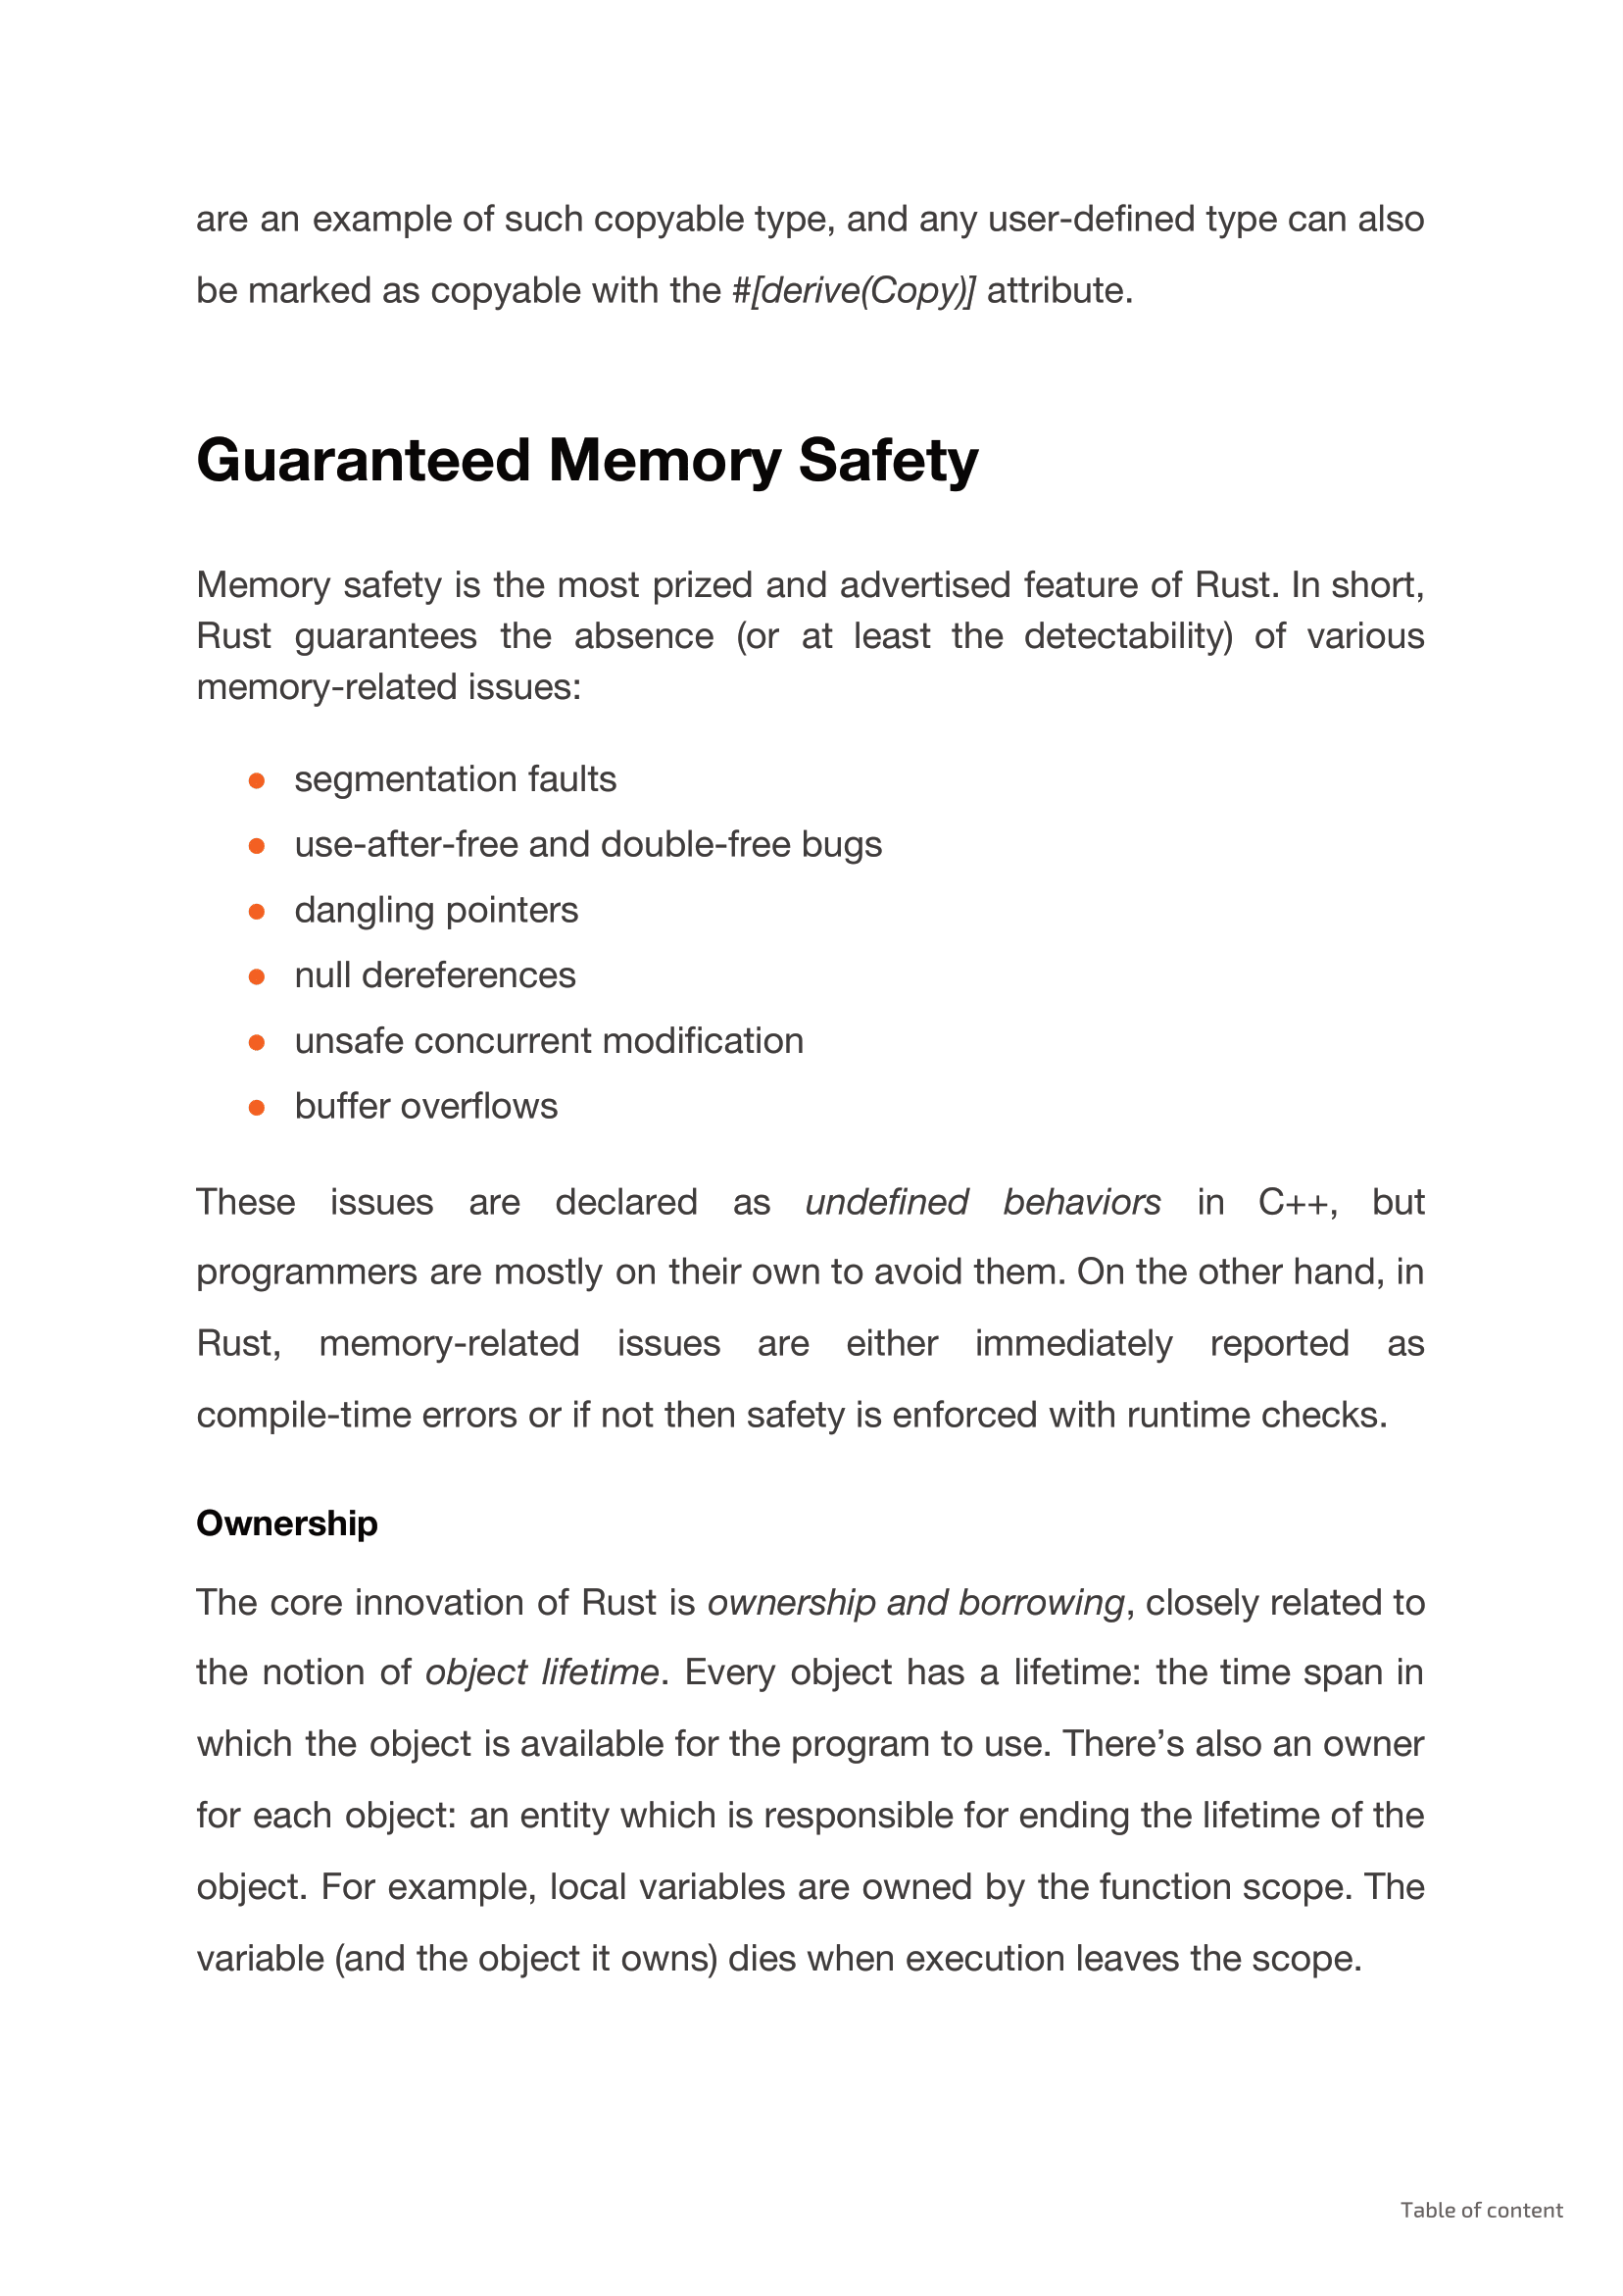 are an example of such copyable type, and any user-defined type can also
be marked as copyable with the #[derive(Copy)] attribute.
Guaranteed Memory Safety
Memory safety is the most prized and advertised feature of Rust. In short,
Rust guarantees the absence (or at least the detectability) of various
memory-related issues:
● segmentation faults
● use-after-free and double-free bugs
● dangling pointers
● null dereferences
● unsafe concurrent modification
● buffer overflows
These issues are declared as undefined behaviors in C++, but
programmers are mostly on their own to avoid them. On the other hand, in
Rust, memory-related issues are either immediately reported as
compile-time errors or if not then safety is enforced with runtime checks.
Ownership
The core innovation of Rust is ownership and borrowing, closely related to
the notion of object lifetime. Every object has a lifetime: the time span in
which the object is available for the program to use. There’s also an owner
for each object: an entity which is responsible for ending the lifetime of the
object. For example, local variables are owned by the function scope. The
variable (and the object it owns) dies when execution leaves the scope.
Table of content